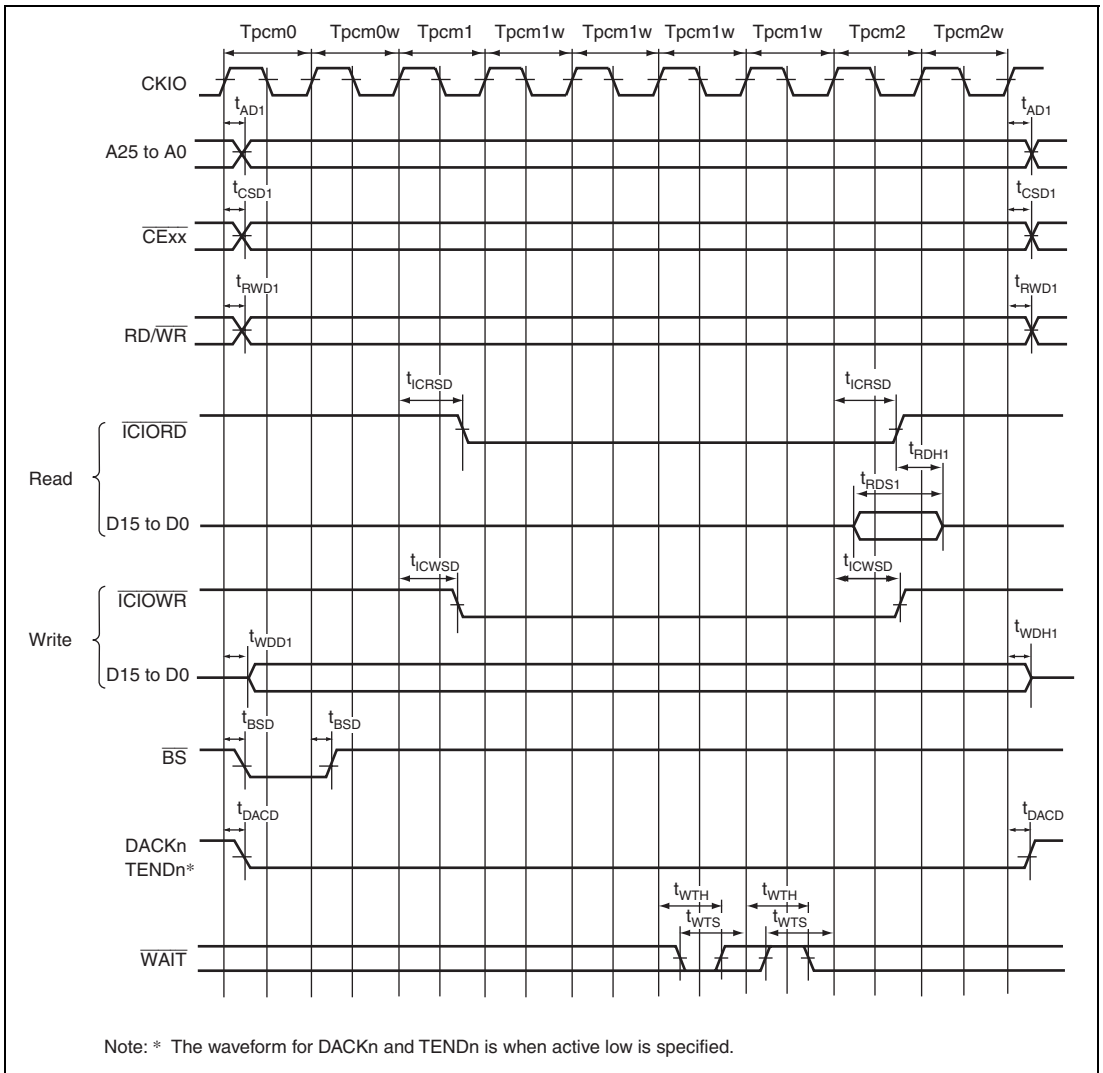 Tpcm0 Tpcm0w Tpcm1 Tpcm1w Tpcm1w Tpcm1w Tpcm1w Tpcm2 Tpcm2w
CKIO
tAD1 tAD1
A25 to A0
tCSD1 tCSD1
CExx
tRWD1 tRWD1
RD/WR
tICRSD tICRSD
ICIORD
tRDH1
Read
tRDS1
D15 to D0
tICWSD tICWSD
ICIOWR
Write
tWDD1 tWDH1
D15 to D0
tBSD tBSD
BS
tDACD tDACD
DACKn
TENDn*
tWTH tWTH
tWTS tWTS
WAIT
Note: * The waveform for DACKn and TENDn is when active low is specified.